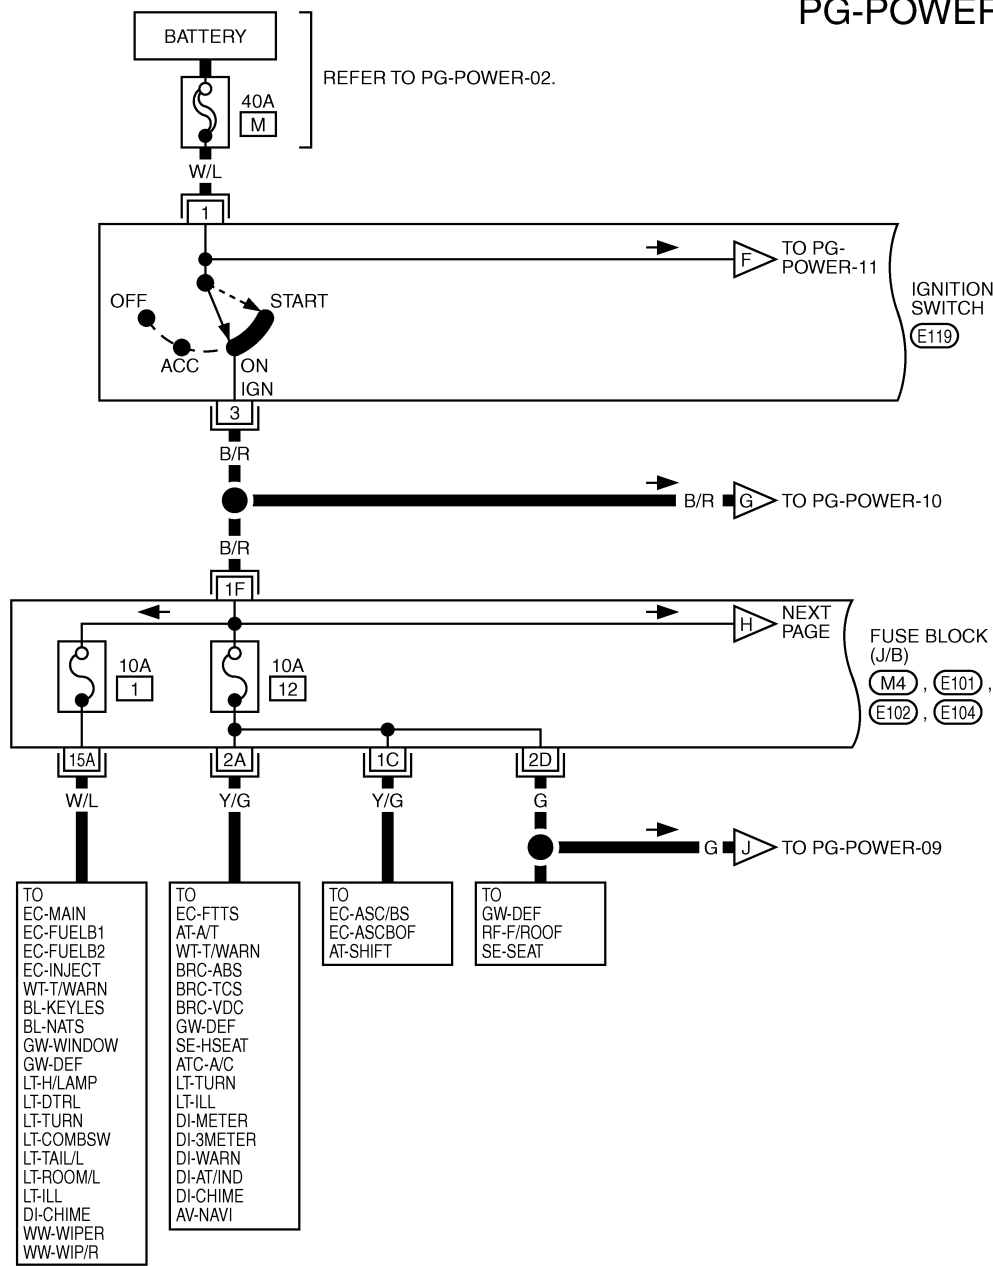 PG-POWER
BATTERY
REFER TO PG-POWER-02.
40A
M
W/L
1
F
TO PG-
POWER-11
OFF
START
ACC
ON
IGN
IGNITION
SWITCH
E119
3
B/R
B/R
G
TO PG-POWER-10
B/R
1F
H
NEXT
PAGE
FUSE BLOCK
(J/B)
M4 , E101 ,
E102 , E104
10A
1
10A
12
15A
2A
1C
2D
W/L
Y/G
Y/G
G
G
J
TO PG-POWER-09
TO
EC-MAIN
EC-FUELB1
EC-FUELB2
EC-INJECT
WT-T/WARN
BL-KEYLES
BL-NATS
GW-WINDOW
GW-DEF
LT-H/LAMP
LT-DTRL
LT-TURN
LT-COMBSW
LT-TAIL/L
LT-ROOM/L
LT-ILL
DI-CHIME
WW-WIPER
WW-WIP/R
TO
EC-FTTS
AT-A/T
WT-T/WARN
BRC-ABS
BRC-TCS
BRC-VDC
GW-DEF
SE-HSEAT
ATC-A/C
LT-TURN
LT-ILL
DI-METER
DI-3METER
DI-WARN
DI-AT/IND
DI-CHIME
AV-NAVI
TO
EC-ASC/BS
EC-ASCBOF
AT-SHIFT
TO
GW-DEF
RF-F/ROOF
SE-SEAT